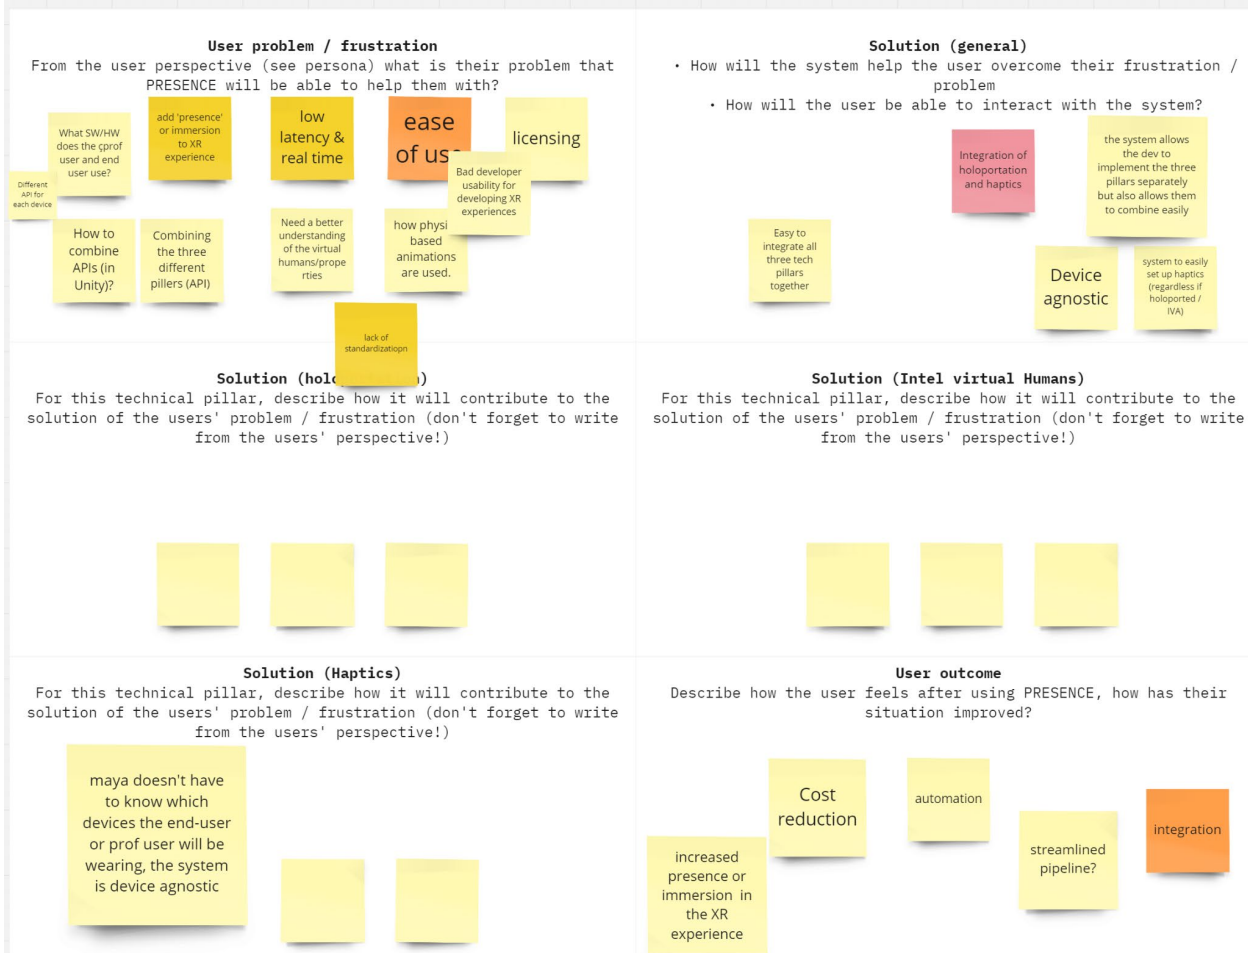 User problem / frustration
From the user perspective (see persona) what is their problem that
PRESENCE will be able to help them with?
What SW/HW
does the çprof
user and end
user use?
add 'presence'
or immersion
to XR
experience
low
latency &
real time
ease
of use
licensing
Different
API for
each device
Bad developer
usability for
developing XR
experiences
How to
combine
APIs (in
Unity)?
Combining
the three
different
pillers (API)
Need a better
understanding
of the virtual
humans/prope
rties
how physi
based
animations
are used.
lack of
standardizatiopn
Solution (general)
• How will the system help the user overcome their frustration /
problem
• How will the user be able to interact with the system?
Integration of
holoportation
and haptics
the system allows
the dev to
implement the three
pillars separately
but also allows them
to combine easily
Easy to
integrate all
three tech
pillars
together
Device
agnostic
system to easily
set up haptics
(regardless if
holoported /
IVA)
Solution (holo
)
For this technical pillar, describe how it will contribute to the
solution of the users' problem / frustration (don't forget to write
from the users' perspective!)
Solution (Intel virtual Humans)
For this technical pillar, describe how it will contribute to the
solution of the users' problem / frustration (don't forget to write
from the users' perspective!)
Solution (Haptics)
For this technical pillar, describe how it will contribute to the
solution of the users' problem / frustration (don't forget to write
from the users' perspective!)
maya doesn't have
to know which
devices the end-user
or prof user will be
wearing, the system
is device agnostic
User outcome
Describe how the user feels after using PRESENCE, how has their
situation improved?
increased
presence or
immersion in
the XR
experience
Cost
reduction
automation
streamlined
pipeline?
integration